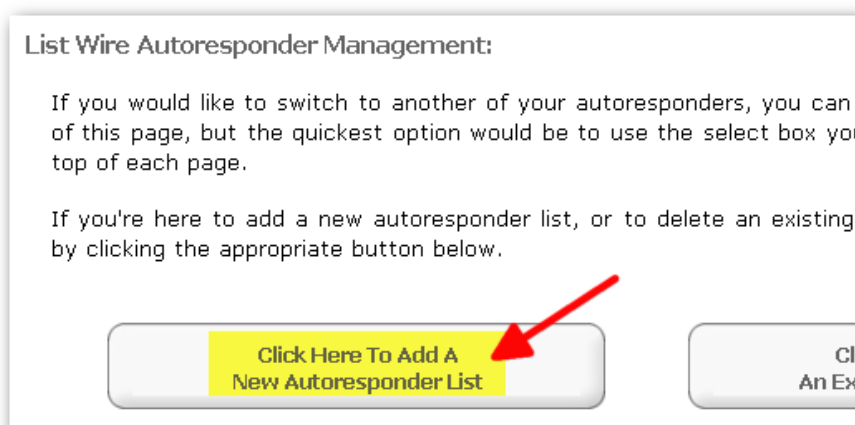 List Wire Autoresponder Management:
If you would like to switch to another of your autoresponders, you can
of this page, but the quickest option would be to use the select box
top of each page.
If you're here to add a new autoresponder list, or to delete an existing
by clicking the appropriate button below.
Click Here To Add A
New Autoresponder List
An